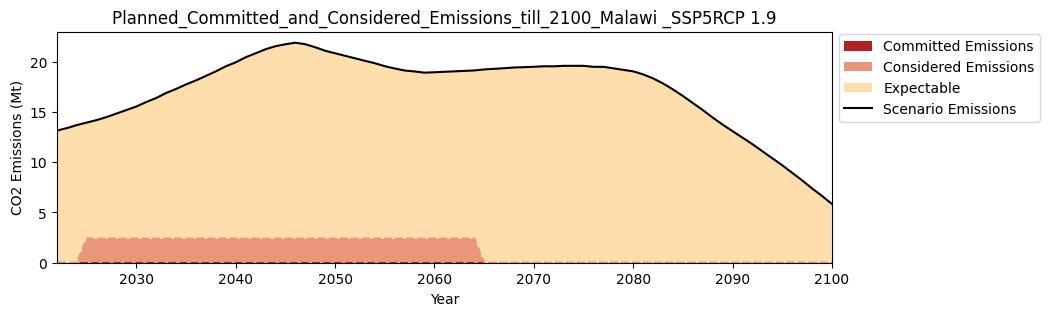 Planned_Committed_and_Considered_Emissions_till_2100_Malawi _SSP5RCP 1.9
Committed Emissions
Considered Emissions
Expectable
Scenario Emissions
CO2 Emissions (Mt)
20
15
10
5
0
2030 2040 2050 2060 2070 2080 2090 2100
Year